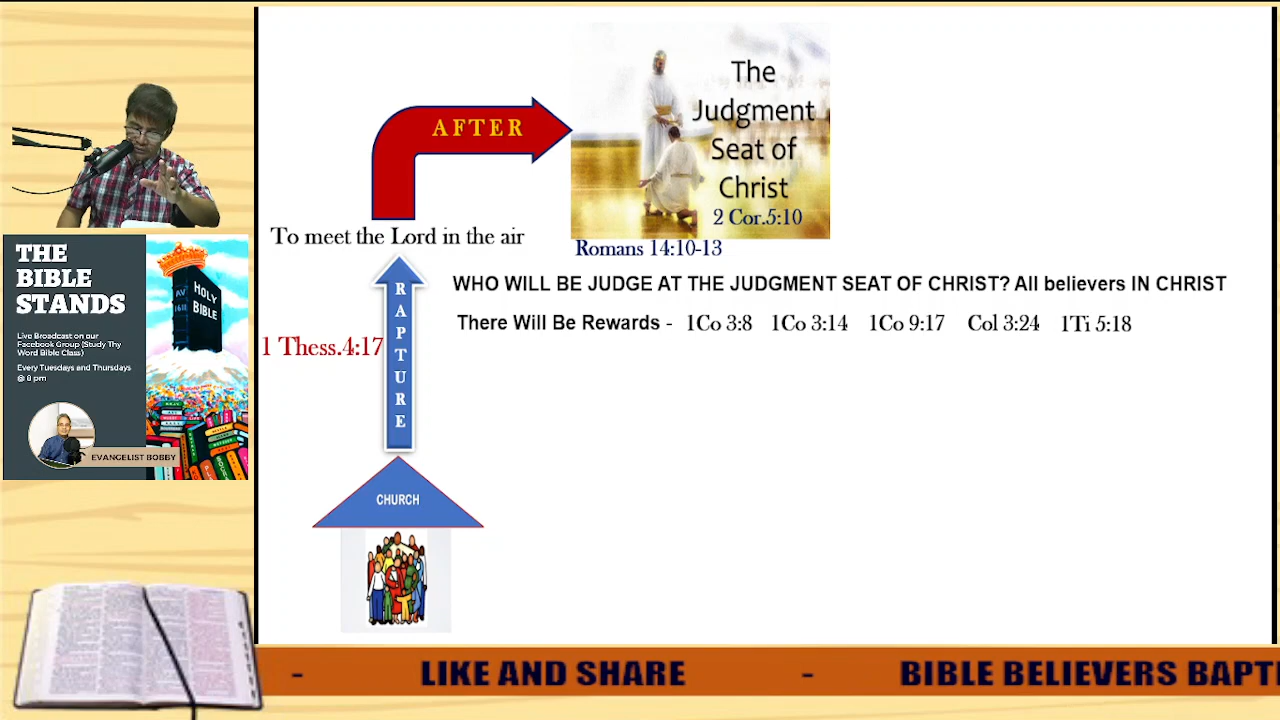 THE
BIBLE
STANDS
Live Broadcast on our
Facebook Group (Study Thy
Word Bible Class)
Every Tuesdays and Thursdays
@ 8 pm
EVANGELIST BOBBY
AV
1611
HOLY
BIBLE
AFTER
The
Judgment
Seat of
Christ
2 Cor.5:10
To meet the Lord in the air
Romans 14:10-13
WHO WILL BE JUDGE AT THE JUDGMENT SEAT OF CHRIST? All believers IN CHRIST
There Will Be Rewards - 1Co 3:8 1Co 3:14 1Co 9:17 Col 3:24 1Ti 5:18
1 Thess.4:17
RAPTURE
CHURCH
- LIKE AND SHARE - BIBLE BELIEVERS BAPTI